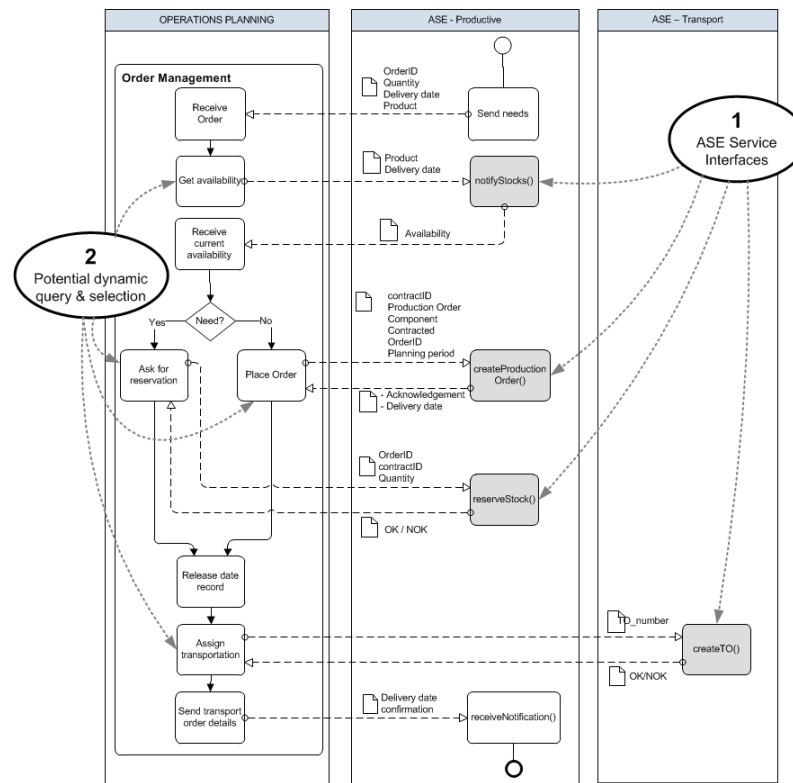 OPERATIONS PLANNING
ASE - Productive
ASE – Transport
Order Management
Receive
Order
OrderID
Quantity
Delivery date
Product
Send needs
1
ASE Service
Interfaces
Get availability
Product
Delivery date
notifyStocks()
Receive
current
availability
Availability
2
Potential dynamic
query & selection
Need?
Yes
No
contractID
Production Order
Component
Contracted
OrderID
Planning period
Ask for
reservation
Place Order
createProduction
Order()
- Acknowledgement
- Delivery date
OrderID
contractID
Quantity
reserveStock()
OK / NOK
Release date
record
Assign
transportation
TO_number
createTO()
OK/NOK
Send transport
order details
Delivery date
confirmation
receiveNotification()